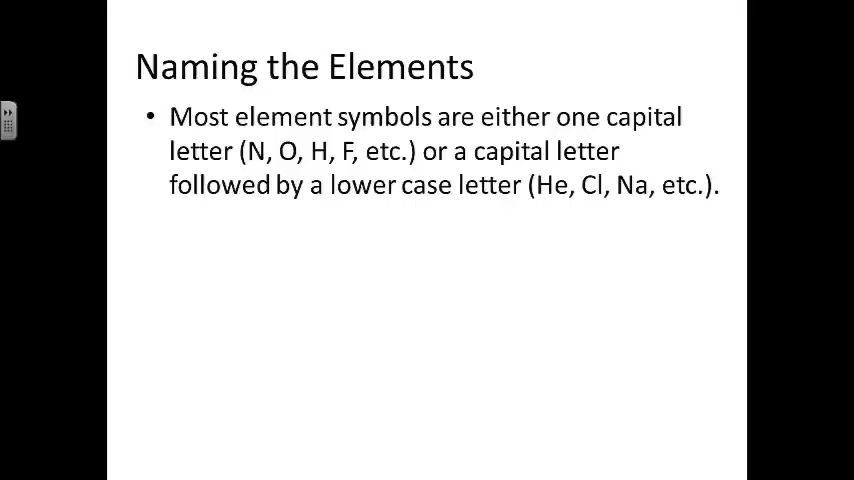 Naming the Elements
• Most element symbols are either one capital
letter (N, O, H, F, etc.) or a capital letter
followed by a lower case letter (He, Cl, Na, etc.).